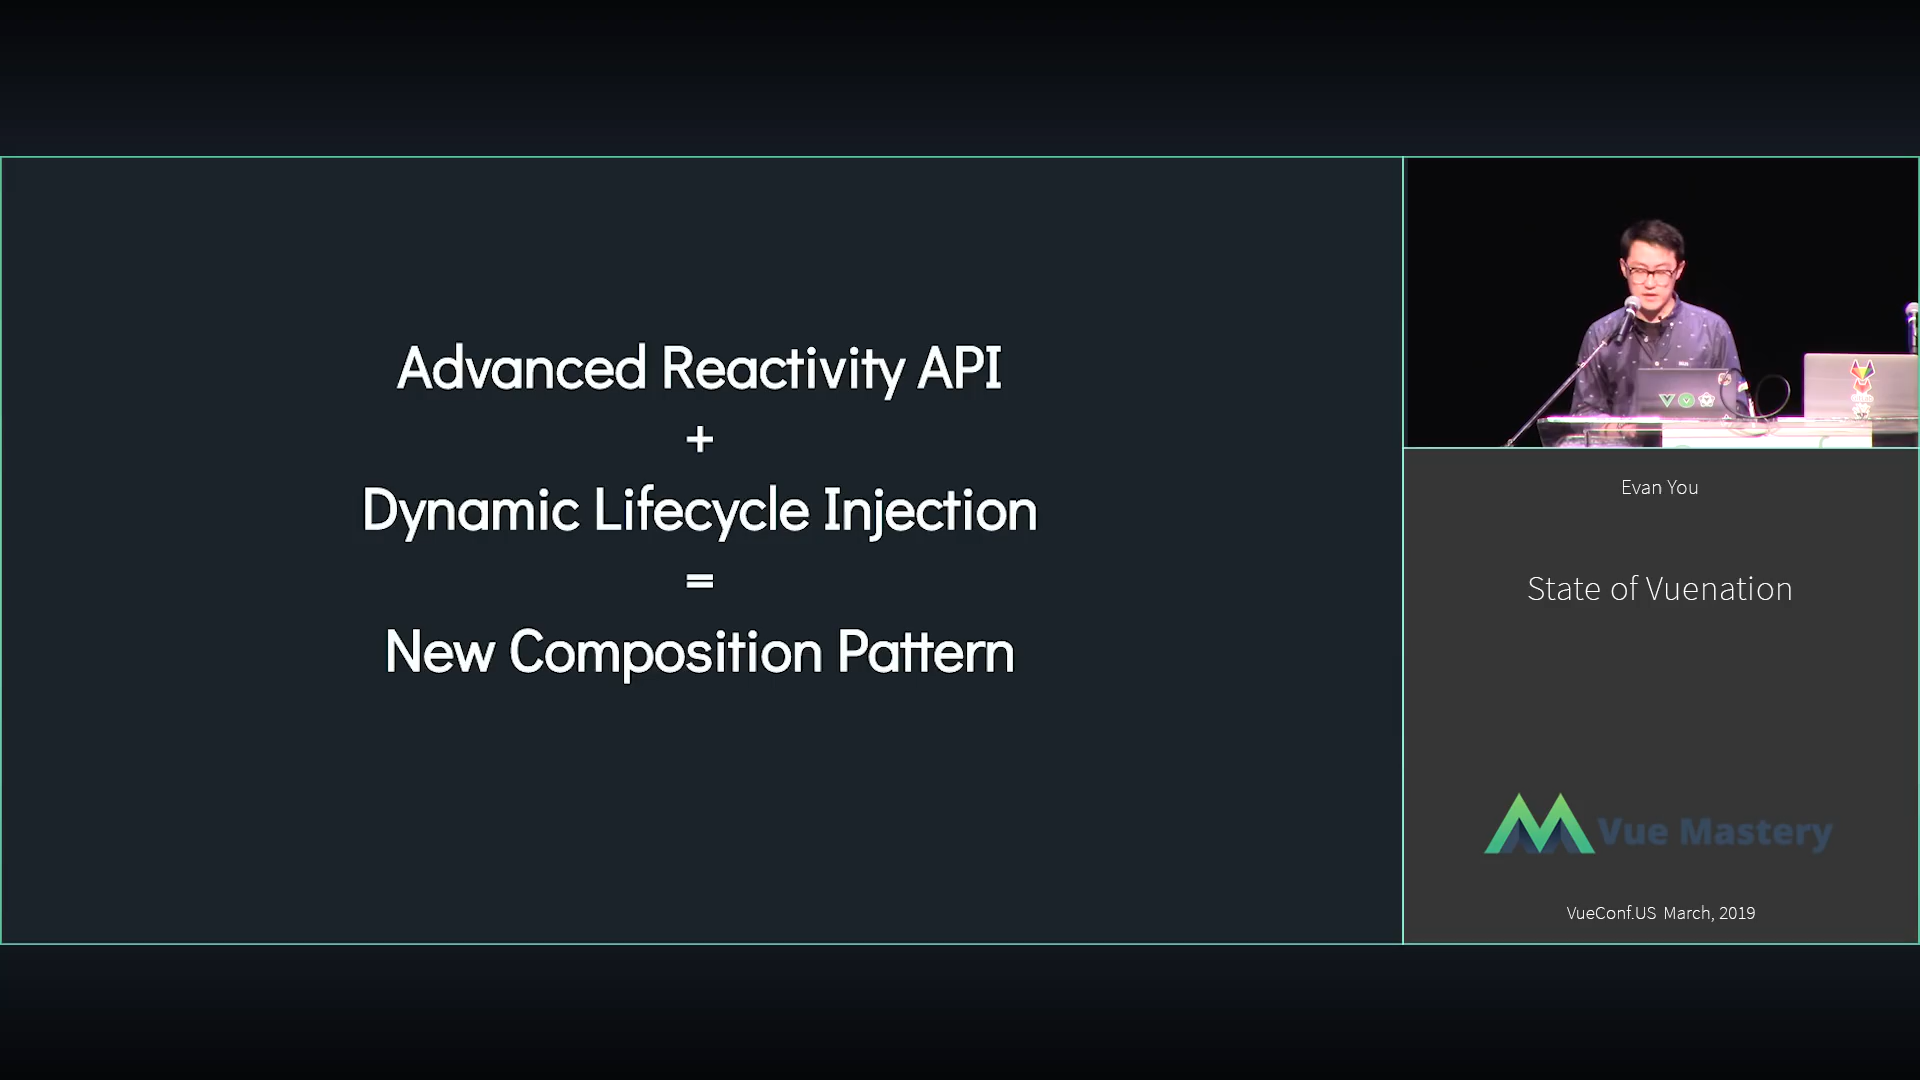 Advanced Reactivity API
+
Dynamic Lifecycle Injection
=
New Composition Pattern
Evan You
State of Vuenation
Vue Mastery
VueConf.US March, 2019